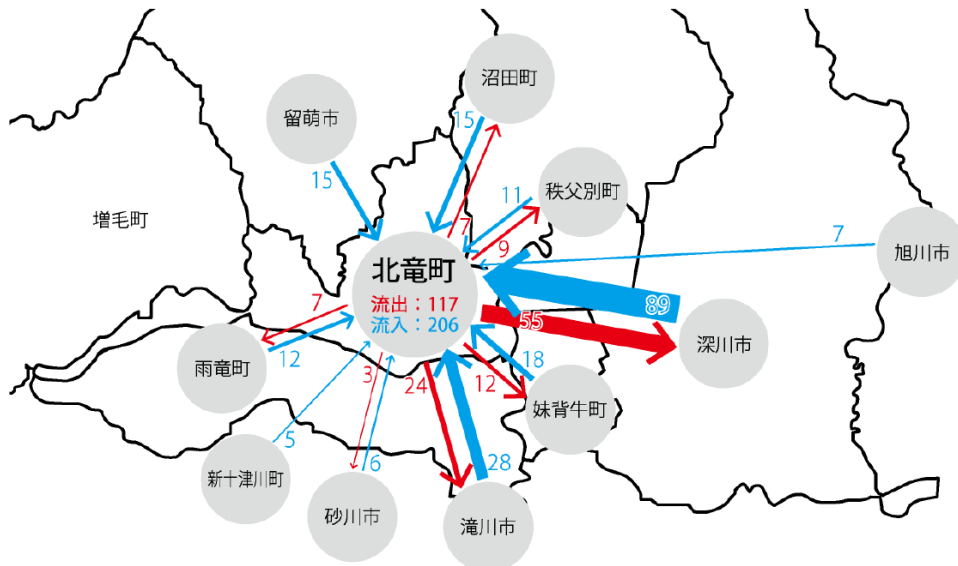 沼田町
留萌市
15
15
秩父別町
11
増毛町
7
9
7
旭川市
北竜町
流出：117
流入：206
89
55
深川市
7
12
雨竜町
3
24
12
18
妹背牛町
5
6
28
新十津川町
砂川市
滝川市